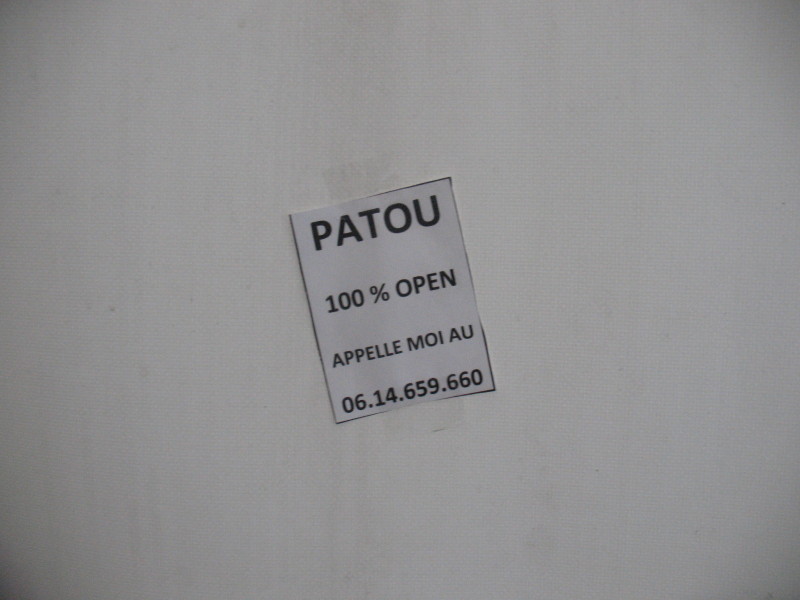 PATOU
100 % OPEN
APPELLE MOI AU
06.14.659.660